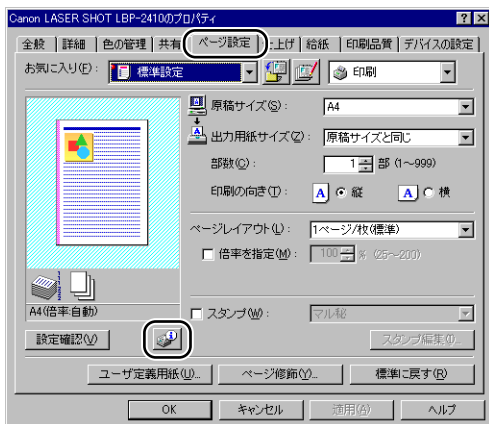 Canon LASER SHOT LBP-2410のプロパティ
全般 詳細 色の管理 共有 ページ設定 上げ 給紙 印刷品質 デバイスの設定
お気に入り(F): 標準設定 印刷
原稿サイズ(S): A4
出力用紙サイズ(Z): 原稿サイズと同じ
部数(C): 1 部 (1~999)
印刷の向き(T): A 縦 A 横
ページレイアウト(L): 1ページ/枚(標準)
倍率を指定(M): 100 % (25~200)
A4(倍率:自動)
スタンプ(W): マル秘
設定確認(V) スタンプ編集(I)...
ユーザ定義用紙(U)... ページ修飾(Y)... 標準に戻す(R)
OK キャンセル 適用(A) ヘルプ